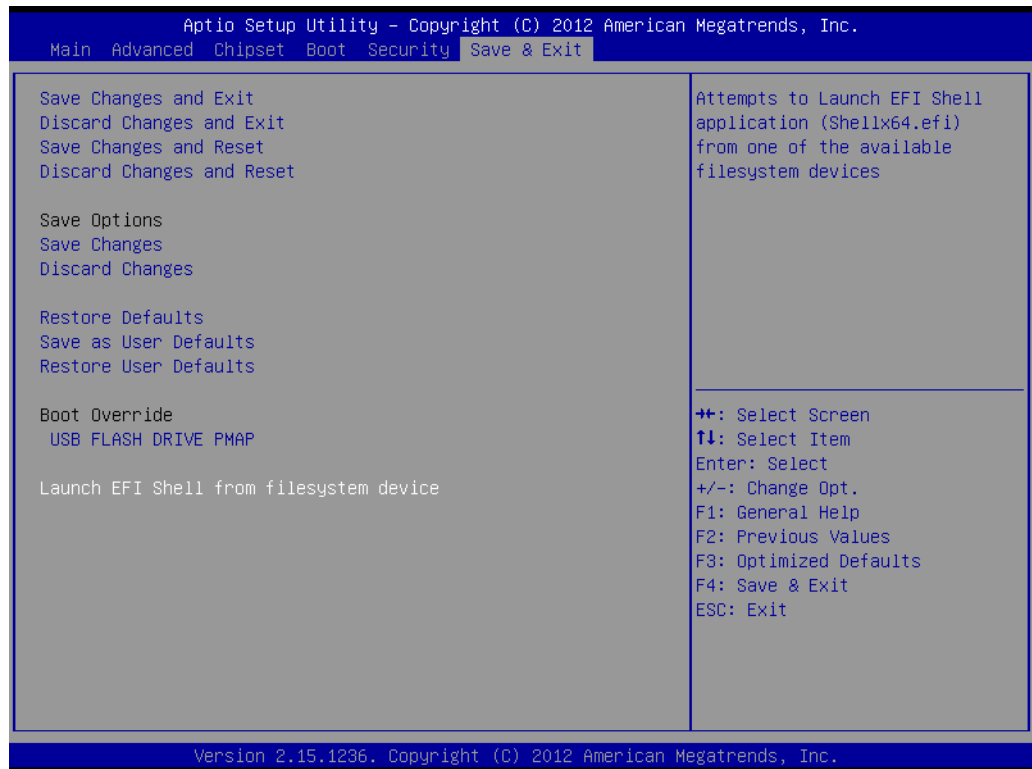 Aptio Setup Utility – Copyright (C) 2012 American Megatrends, Inc.
Main Advanced Chipset Boot Security Save & Exit
Save Changes and Exit
Discard Changes and Exit
Save Changes and Reset
Discard Changes and Reset
Save Options
Save Changes
Discard Changes
Restore Defaults
Save as User Defaults
Restore User Defaults
Boot Override
USB FLASH DRIVE PMAP
Launch EFI Shell from filesystem device
Attempts to Launch EFI Shell
application (Shellx64.efi)
from one of the available
filesystem devices
→←: Select Screen
↑↓: Select Item
Enter: Select
+/-: Change Opt.
F1: General Help
F2: Previous Values
F3: Optimized Defaults
F4: Save & Exit
ESC: Exit
Version 2.15.1236. Copyright (C) 2012 American Megatrends, Inc.